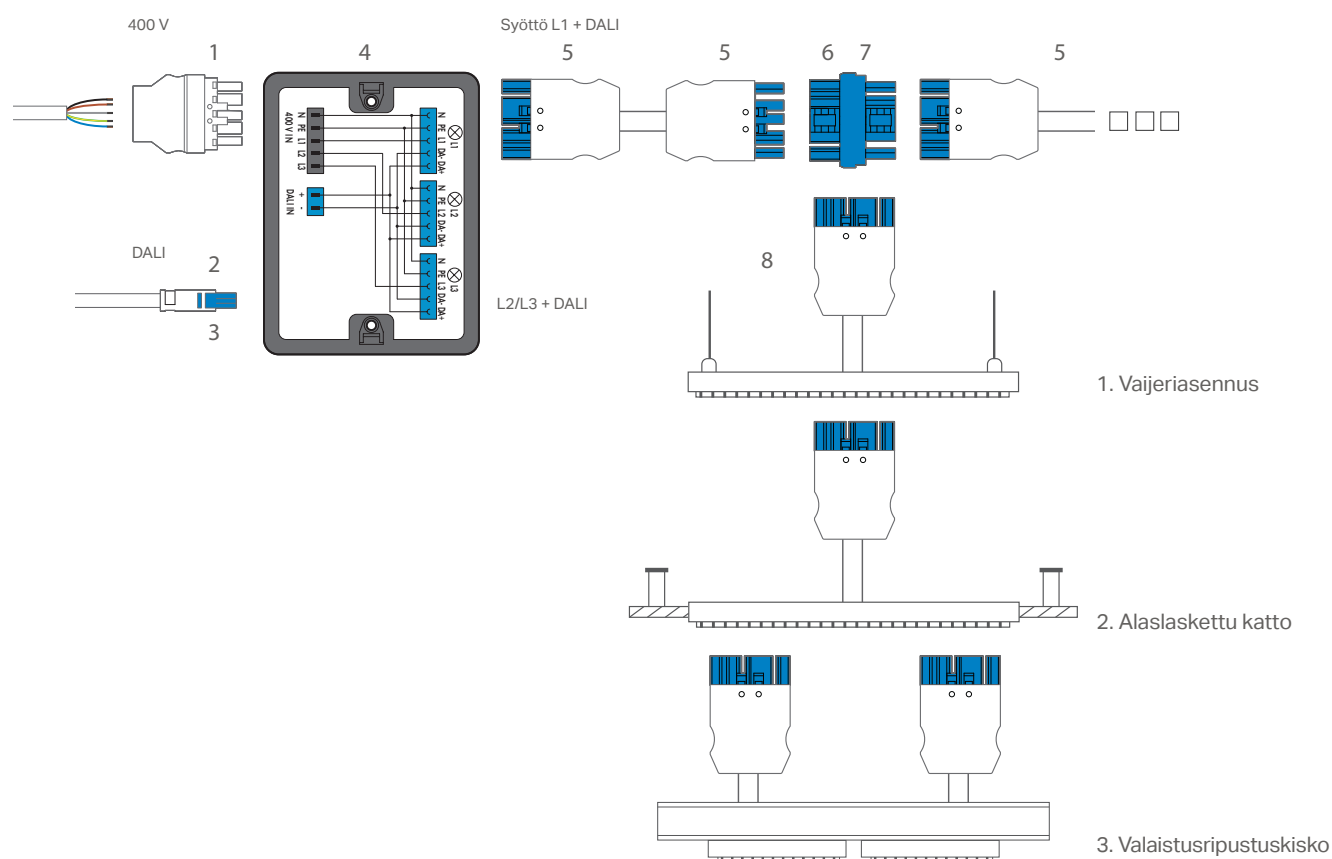 400 V
Syöttö L1 + DALI
1
4
5
5
6 7
5
N PE L1 L2 L3
400 V IN
N PE L1 DA- DA+
L1
+ -
DALI IN
N PE L2 DA- DA+
L2
N PE L3 DA- DA+
L3
DALI
2
3
8
L2/L3 + DALI
1. Vaijeriasennus
2. Alaslaskettu katto
3. Valaistusripustuskisko